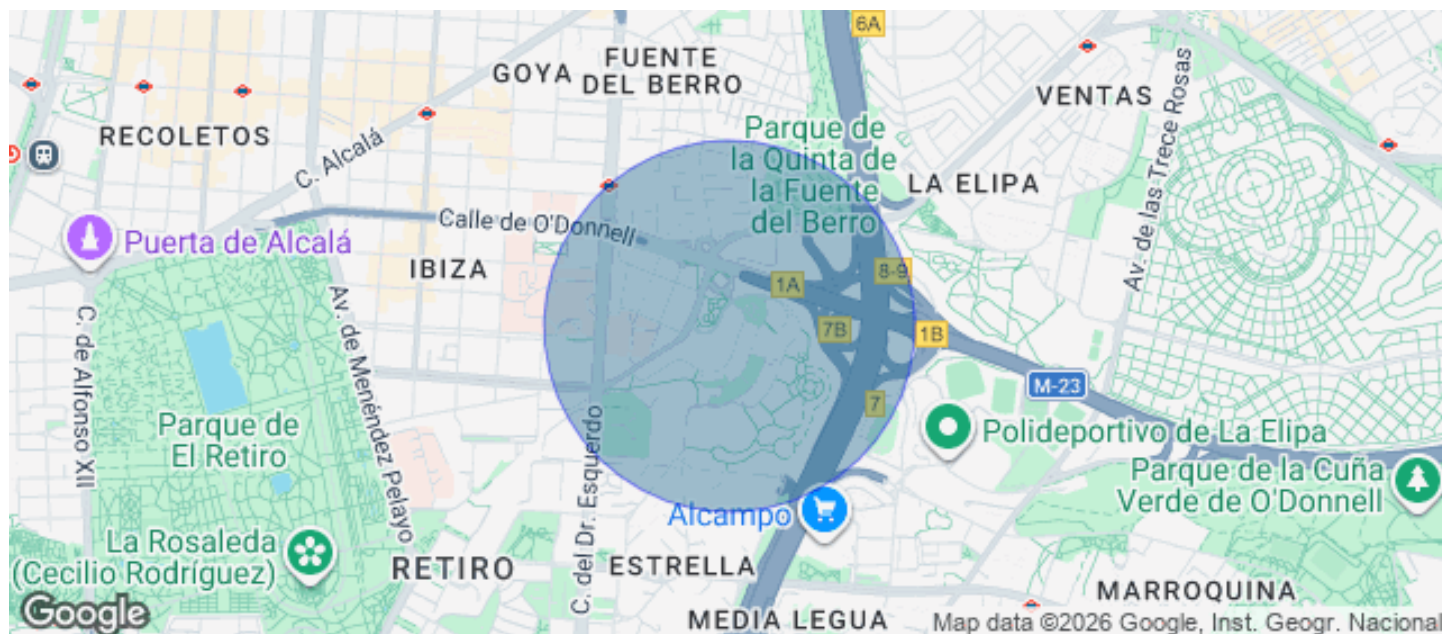 6A
FUENTE
DEL BERRO
GOYA
VENTAS
RECOLETOS
C. Alcalá
Parque de
la Quinta de
la Fuente
del Berro
LA ELIPA
Av. de las Trece Rosas
Puerta de Alcalá
Calle de O'Donnell
IBIZA
8-9
1A
7B
1B
M-23
C. de Alfonso XII
Av. de Menéndez Pelayo
7
Parque de
El Retiro
C. del Dr. Esquerdo
Polideportivo de La Elipa
Parque de la Cuña
Verde de O'Donnell
Alcampo
La Rosaleda
(Cecilio Rodríguez)
RETIRO
ESTRELLA
MARROQUINA
MEDIA LEGUA
Google
Map data ©2026 Google, Inst. Geogr. Nacional